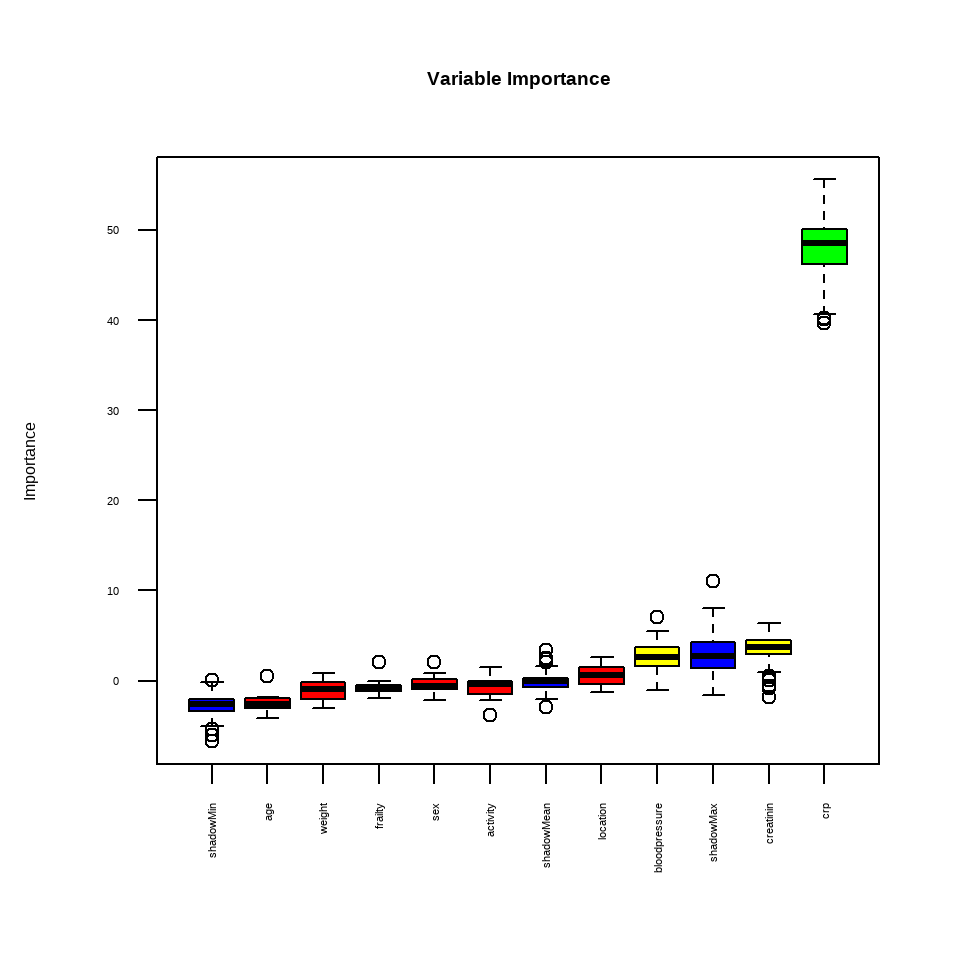 Variable Importance
Importance
50
40
30
20
10
0
shadowMin
age
weight
frailty
sex
activity
shadowMean
location
bloodpressure
shadowMax
creatinin
crp